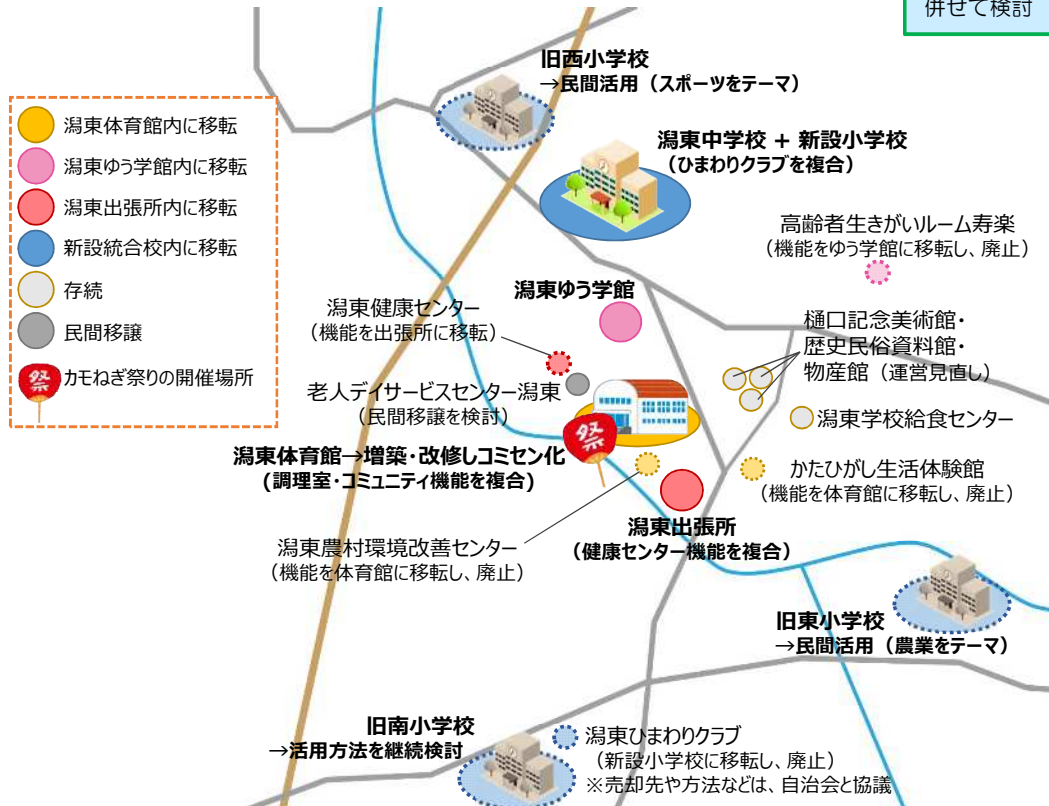 併せて検討
旧西小学校
→民間活用（スポーツをテーマ）
潟東体育館内に移転
潟東ゆう学館内に移転
潟東出張所内に移転
新設統合校内に移転
存続
民間移譲
祭
カモねぎ祭りの開催場所
潟東中学校 + 新設小学校
（ひまわりクラブを複合）
高齢者生きがいルーム寿楽
（機能をゆう学館に移転し、廃止）
潟東ゆう学館
潟東健康センター
（機能を出張所に移転）
樋口記念美術館・
歴史民俗資料館・
物産館（運営見直し）
老人デイサービスセンター潟東
（民間移譲を検討）
潟東学校給食センター
祭
潟東体育館→増築・改修しコミセン化
(調理室・コミュニティ機能を複合)
かたひがし生活体験館
（機能を体育館に移転し、廃止）
潟東出張所
（健康センター機能を複合）
潟東農村環境改善センター
（機能を体育館に移転し、廃止）
旧東小学校
→民間活用（農業をテーマ）
旧南小学校
→活用方法を継続検討
潟東ひまわりクラブ
（新設小学校に移転し、廃止）
※売却先や方法などは、自治会と協議